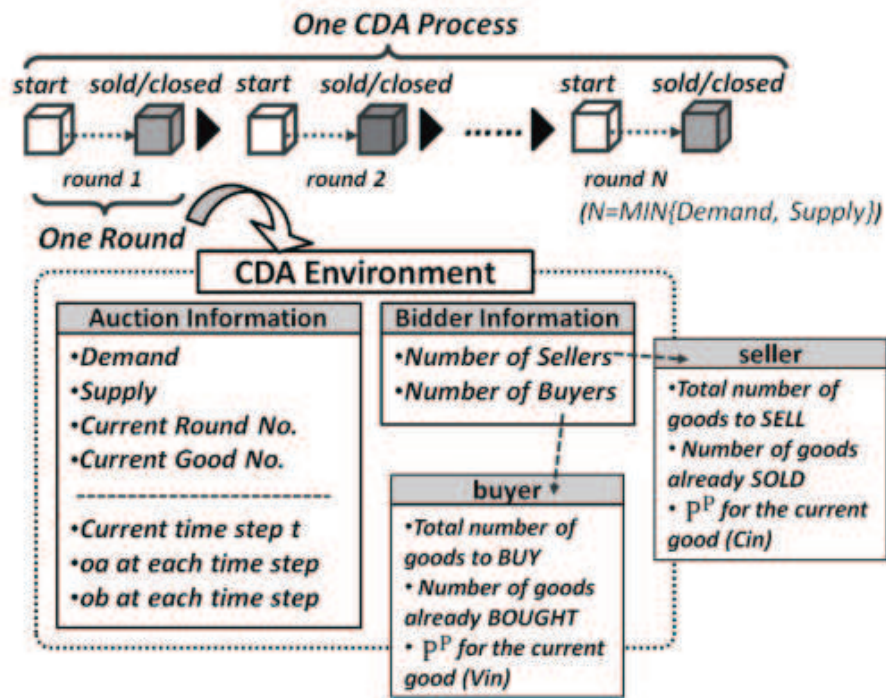 One CDA Process
start sold/closed start sold/closed start sold/closed
......
round 1 round 2 round N
(N=MIN{Demand, Supply})
One Round
CDA Environment
Auction Information
•Demand
•Supply
•Current Round No.
•Current Good No.
•Current time step t
•oa at each time step
•ob at each time step
Bidder Information
•Number of Sellers
•Number of Buyers
seller
•Total number of
goods to SELL
• Number of goods
already SOLD
• P^P for the current
good (Cin)
buyer
•Total number of
goods to BUY
• Number of goods
already BOUGHT
• P^P for the current
good (Vin)